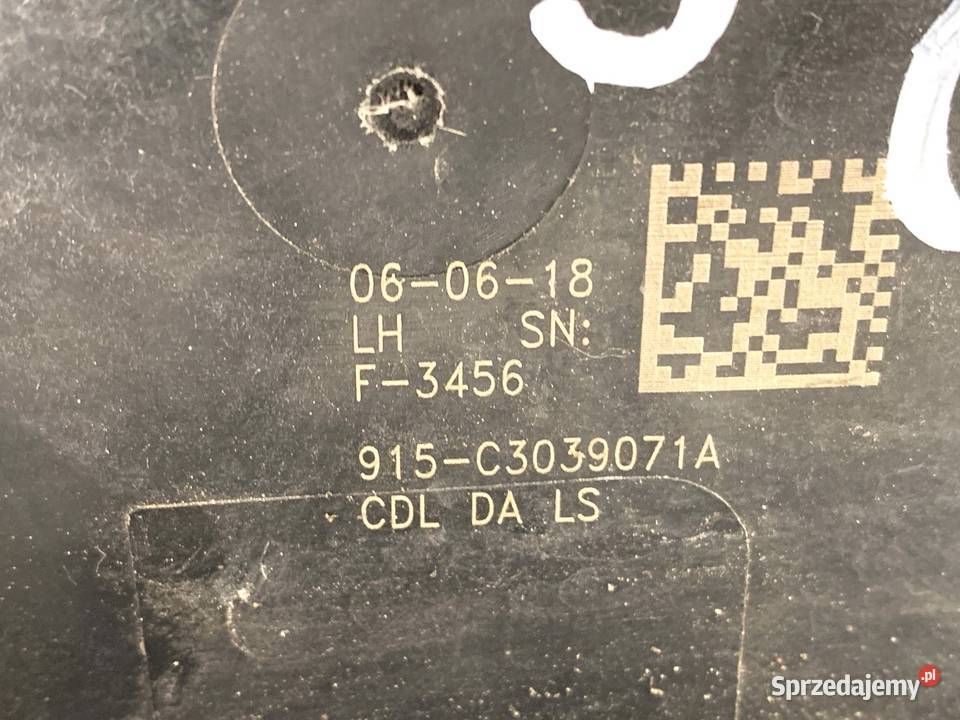 06-06-18
LH SN:
F-3456
915-C3039071A
CDL DA LS
Sprzedajemy.pl